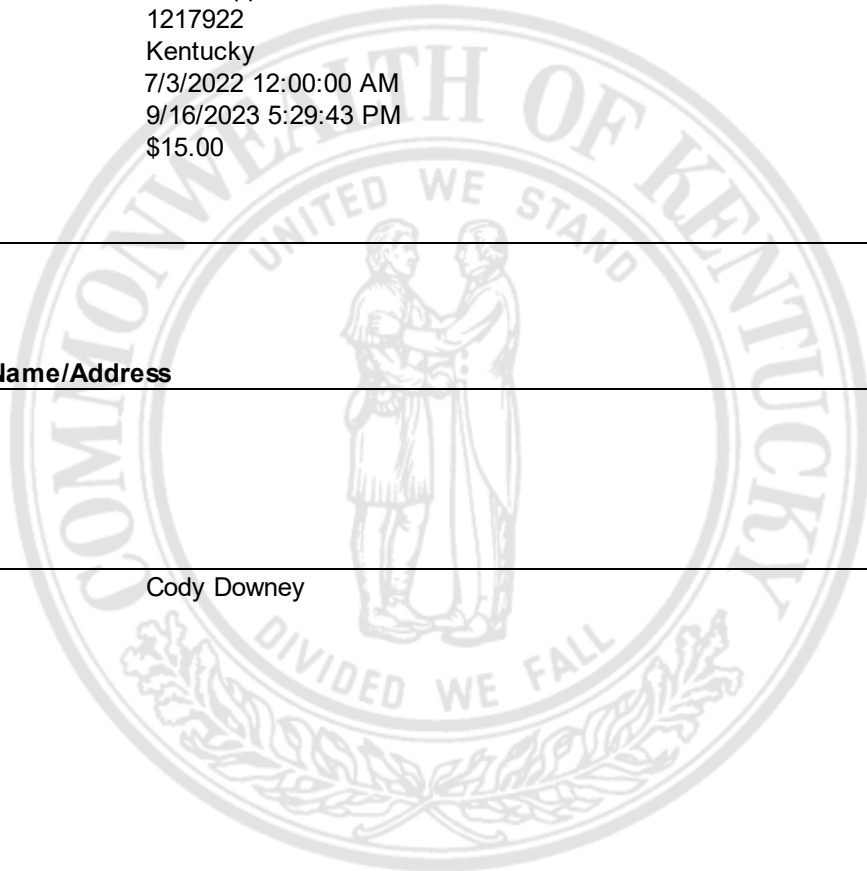 1217922
Kentucky
7/3/2022 12:00:00 AM
9/16/2023 5:29:43 PM
$15.00
COMMONWEALTH OF KENTUCKY
UNITED WE STAND
Name/Address
Cody Downey
DIVIDED WE FALL